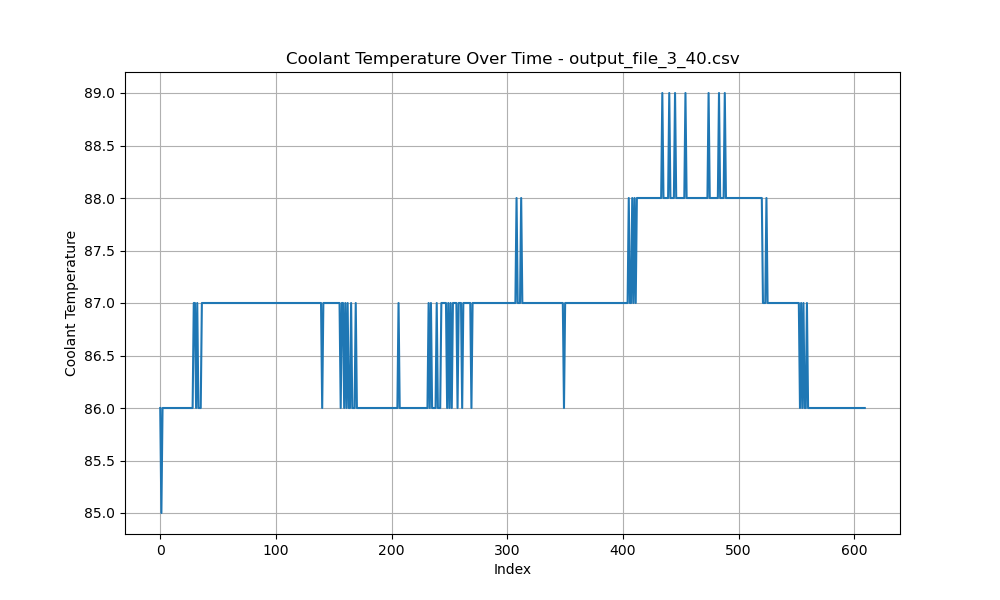 Coolant Temperature Over Time - output_file_3_40.csv
Coolant Temperature
89.0
88.5
88.0
87.5
87.0
86.5
86.0
85.5
85.0
0 100 200 300 400 500 600
Index